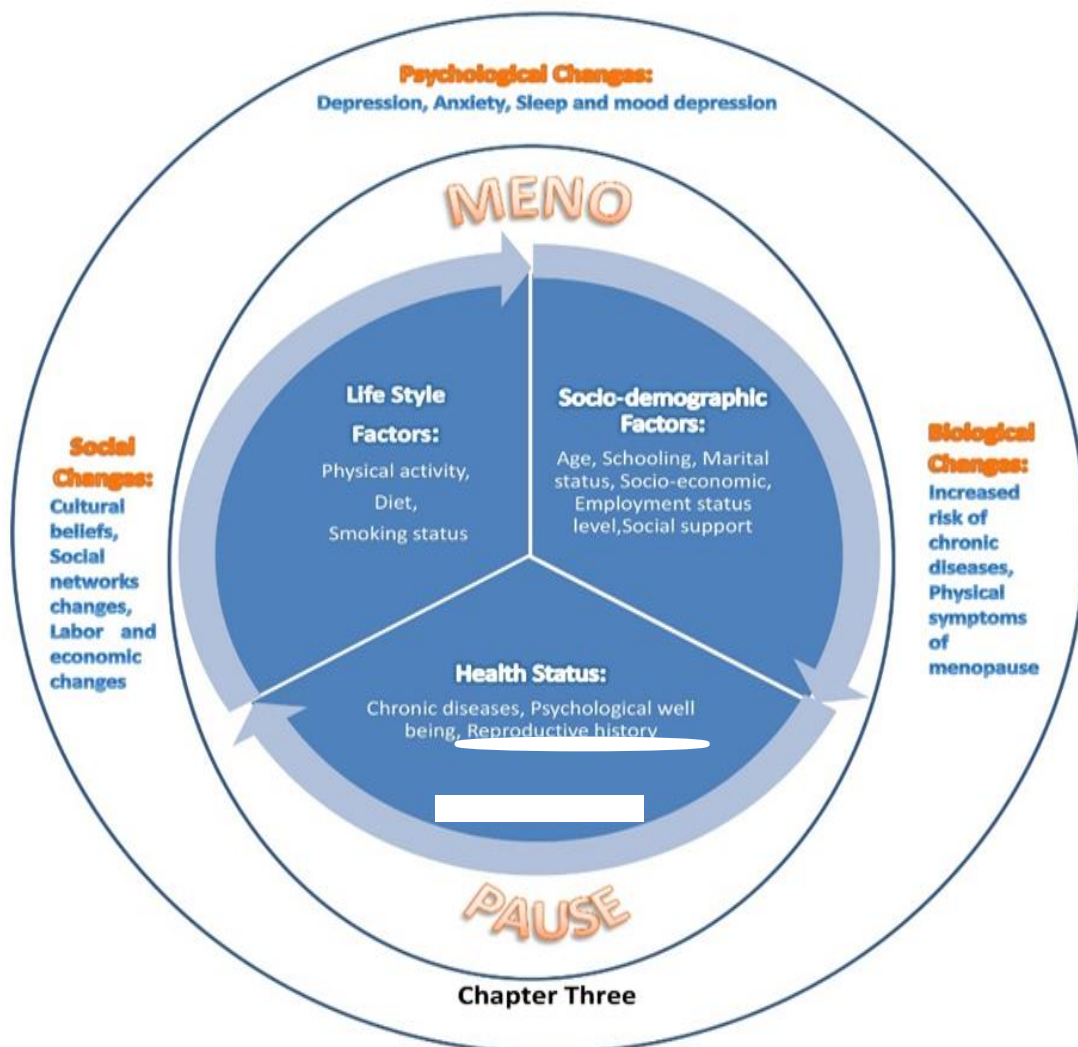 Psychological Changes:
Depression, Anxiety, Sleep and mood depression
MENO
Life Style
Factors:
Physical activity,
Diet,
Smoking status
Socio-demographic
Factors:
Age, Schooling, Marital
status, Socio-economic,
Employment status
level,Social support
Social
Changes:
Cultural
beliefs,
Social
networks
changes,
Labor and
economic
changes
Biological
Changes:
Increased
risk of
chronic
diseases,
Physical
symptoms
of
menopause
Health Status:
Chronic diseases, Psychological well
being, Reproductive history
PAUSE
Chapter Three